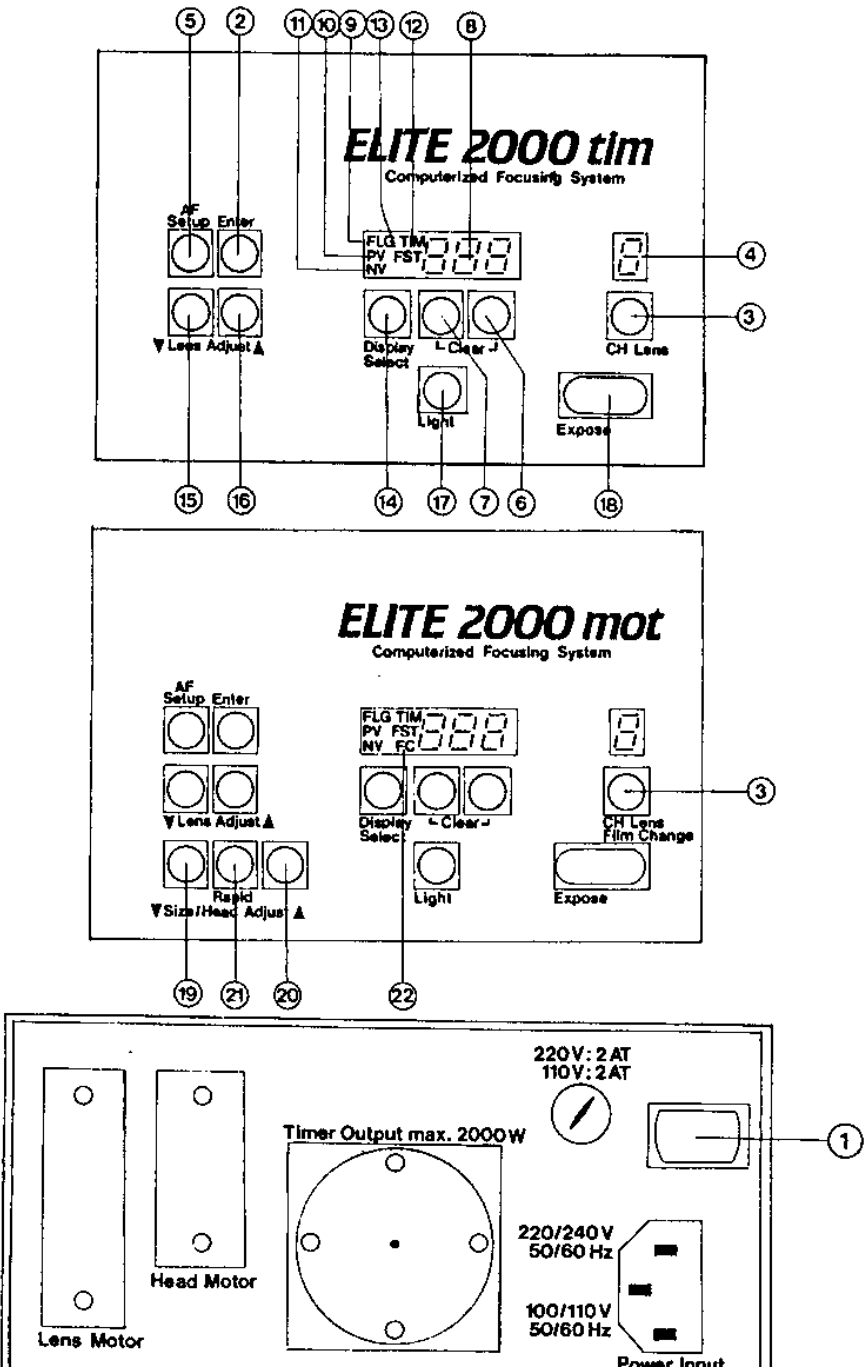 5 2 11 10 9 13 12 8
ELITE 2000 tim
Computerized Focusing System
AF
Setup Enter
FLG TIM
PV FST 888
NV
8
4
3
▼ Lens Adjust ▲
Display
Select
Clear
CH Lens
Light
Expose
15 16 14 17 7 6 18
ELITE 2000 mot
Computerized Focusing System
AF
Setup Enter
FLG TIM
PV FST 888
NV FC
8
3
▼ Lens Adjust ▲
Display
Select
Clear
CH Lens
Film Change
Rapid
▼ Size/Head Adjust ▲
Light
Expose
19 21 20 22
220V: 2AT
110V: 2AT
1
Timer Output max. 2000W
220/240V
50/60 Hz
Head Motor
100/110V
50/60 Hz
Lens Motor
Power Input